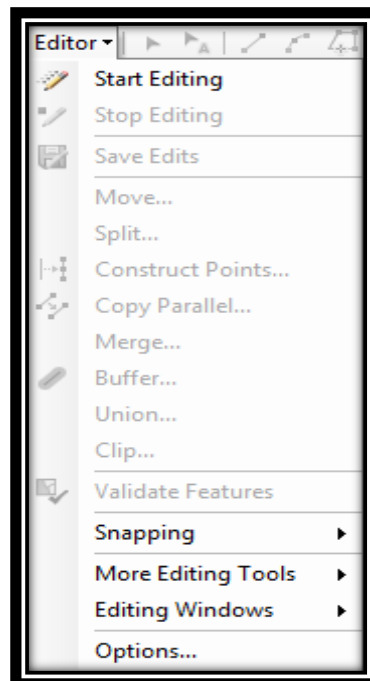 Editor
Start Editing
Stop Editing
Save Edits
Move...
Split...
Construct Points...
Copy Parallel...
Merge...
Buffer...
Union...
Clip...
Validate Features
Snapping
More Editing Tools
Editing Windows
Options...